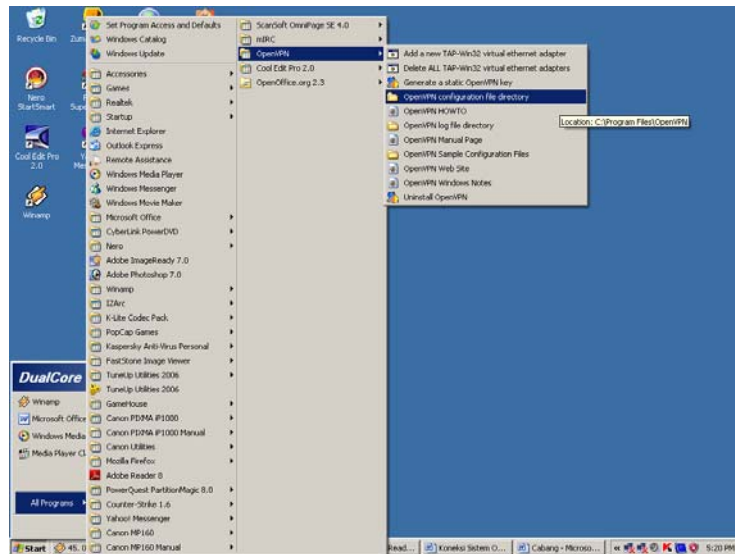 Recycle Bin
Zum
Nero
StartSmart
Cool Edit Pro
2.0
Winamp
DualCore
Winamp
Microsoft Office
Windows Media
Media Player Cl
All Programs
Set Program Access and Defaults
Windows Catalog
Windows Update
Accessories
Games
Realtek
Startup
Internet Explorer
Outlook Express
Remote Assistance
Windows Media Player
Windows Messenger
Windows Movie Maker
Microsoft Office
CyberLink PowerDVD
Nero
Adobe ImageReady 7.0
Adobe Photoshop 7.0
Winamp
IZArc
K-Lite Codec Pack
PopCap Games
Kaspersky Anti-Virus Personal
FastStone Image Viewer
TuneUp Utilities 2006
TuneUp Utilities 2006
GameHouse
Canon PIXMA iP1000
Canon PIXMA iP1000 Manual
Canon Utilities
Mozilla Firefox
Adobe Reader 8
PowerQuest PartitionMagic 8.0
Counter-Strike 1.6
Yahoo! Messenger
Canon MP160
Canon MP160 Manual
ScanSoft OmniPage SE 4.0
mIRC
OpenVPN
Cool Edit Pro 2.0
OpenOffice.org 2.3
Add a new TAP-Win32 virtual ethernet adapter
Delete ALL TAP-Win32 virtual ethernet adapters
Generate a static OpenVPN key
OpenVPN configuration file directory
OpenVPN HOWTO
OpenVPN log file directory
OpenVPN Manual Page
OpenVPN Sample Configuration Files
OpenVPN Web Site
OpenVPN Windows Notes
Uninstall OpenVPN
Location: C:\Program Files\OpenVPN
Start
45. 0
Read...
Koneksi Sistem O...
Cabang - Microso...
5:20 PM